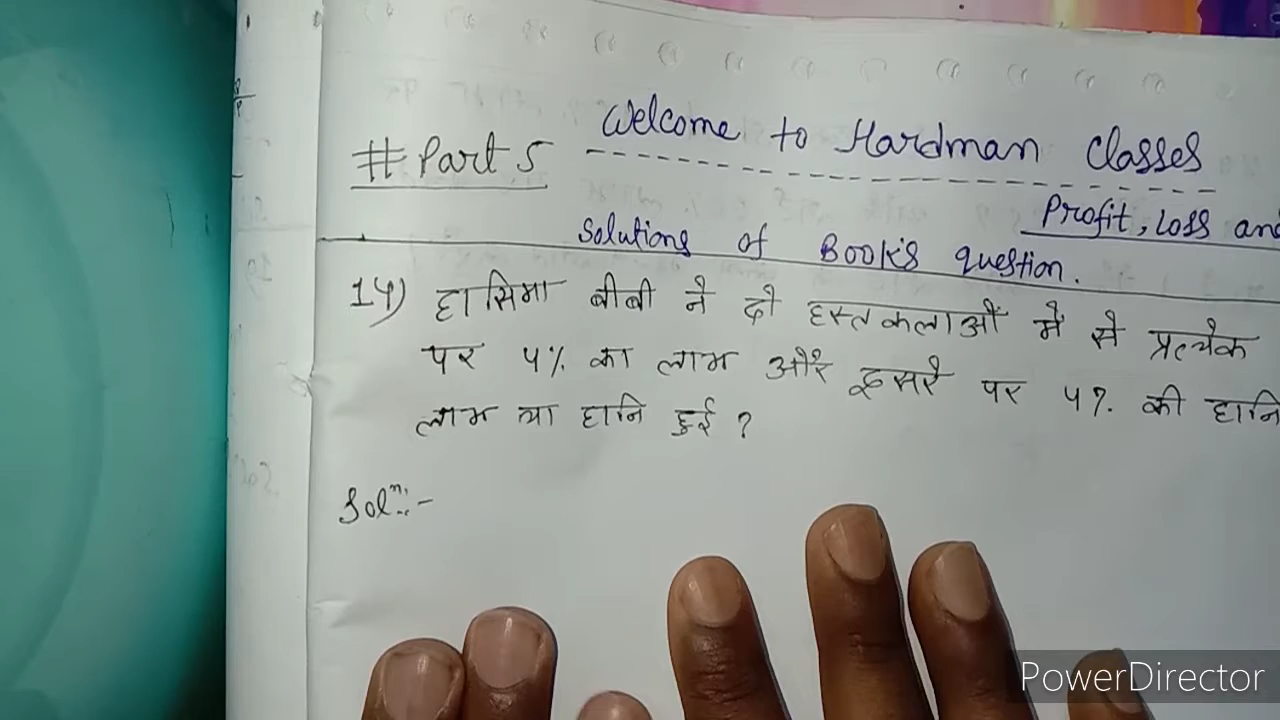 Welcome to Hardman Classes
# Part 5
Profit, Loss and
Solutions of Book's question.
14) हासिमा बीबी ने दो हस्तकलाओं में से प्रत्येक
पर 4% का लाभ और दूसरे पर 4% की हानि
लाभ या हानि हुई ?
Solⁿ:-
PowerDirector